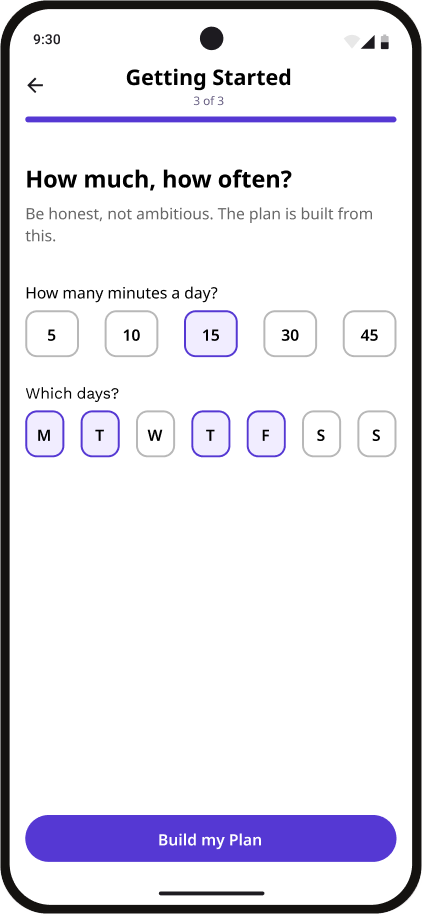 9:30
Getting Started
3 of 3
How much, how often?
Be honest, not ambitious. The plan is built from
this.
How many minutes a day?
5 10 15 30 45
Which days?
M T W T F S S
Build my Plan